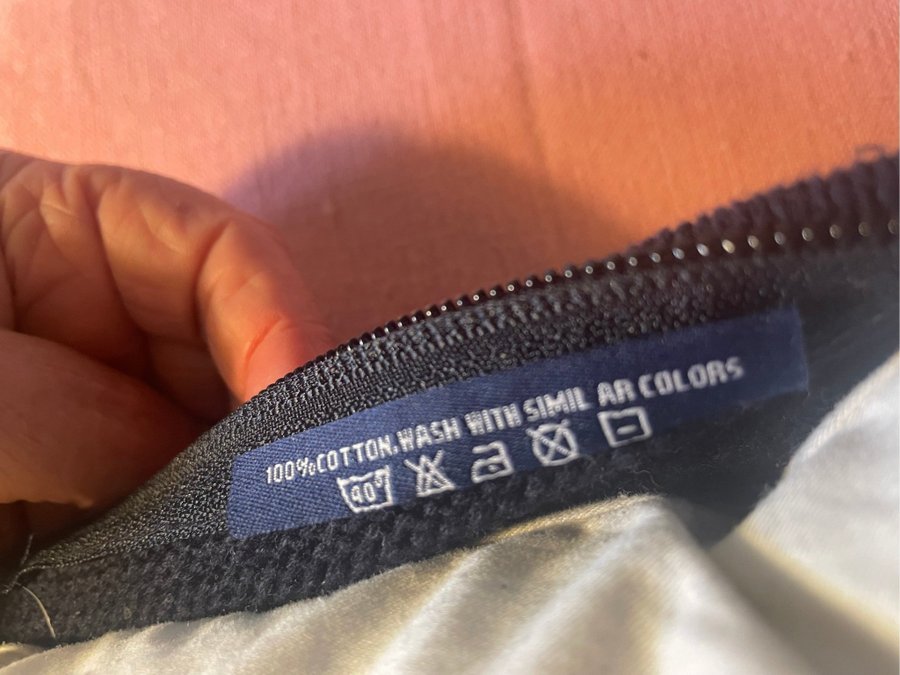 100%COTTON.WASH WITH SIMIL AR COLORS
40°